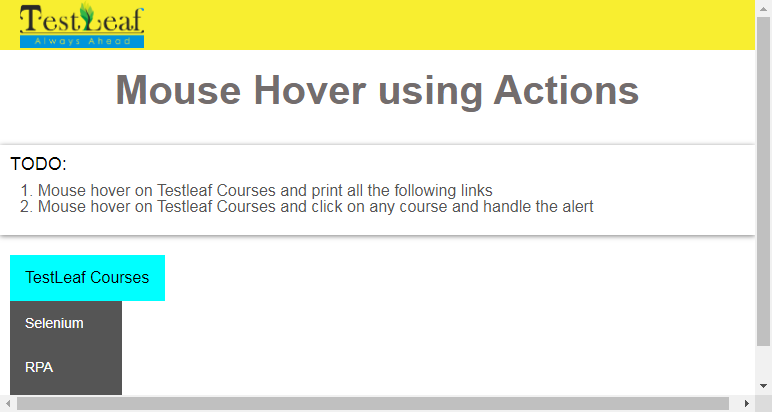 TestLeaf
Always Ahead
Mouse Hover using Actions
TODO:
1. Mouse hover on Testleaf Courses and print all the following links
2. Mouse hover on Testleaf Courses and click on any course and handle the alert
TestLeaf Courses
Selenium
RPA